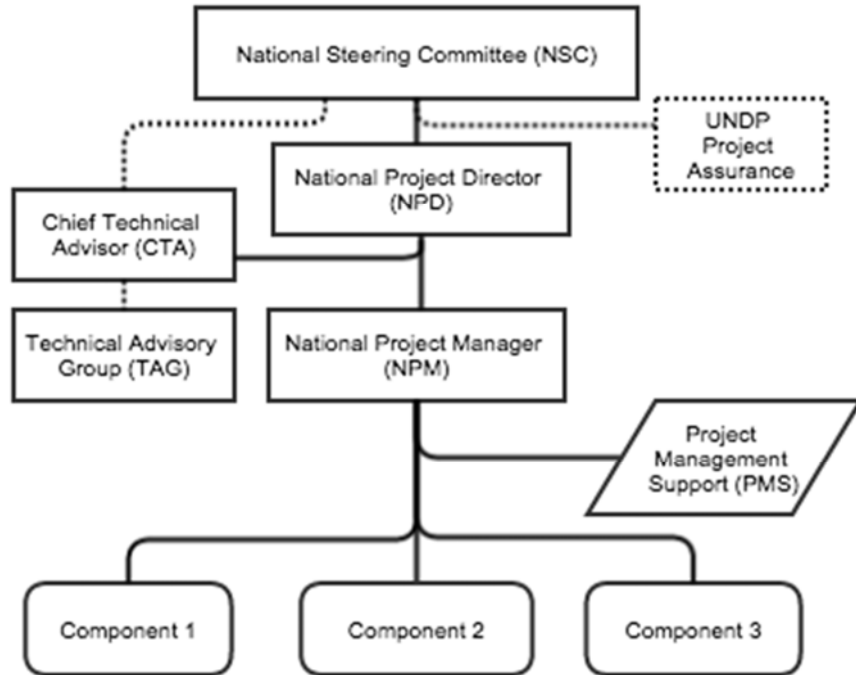 National Steering Committee (NSC)
UNDP
Project
Assurance
National Project Director
(NPD)
Chief Technical
Advisor (CTA)
Technical Advisory
Group (TAG)
National Project Manager
(NPM)
Project
Management
Support (PMS)
Component 1
Component 2
Component 3